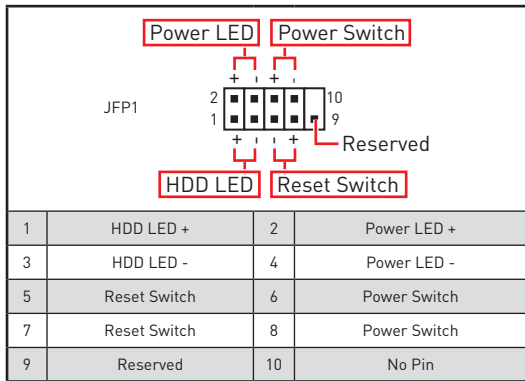 Power LED Power Switch
+ - + -
JFP1
2 10
1 9
+ - - +
Reserved
HDD LED Reset Switch
1 HDD LED + 2 Power LED +
3 HDD LED - 4 Power LED -
5 Reset Switch 6 Power Switch
7 Reset Switch 8 Power Switch
9 Reserved 10 No Pin